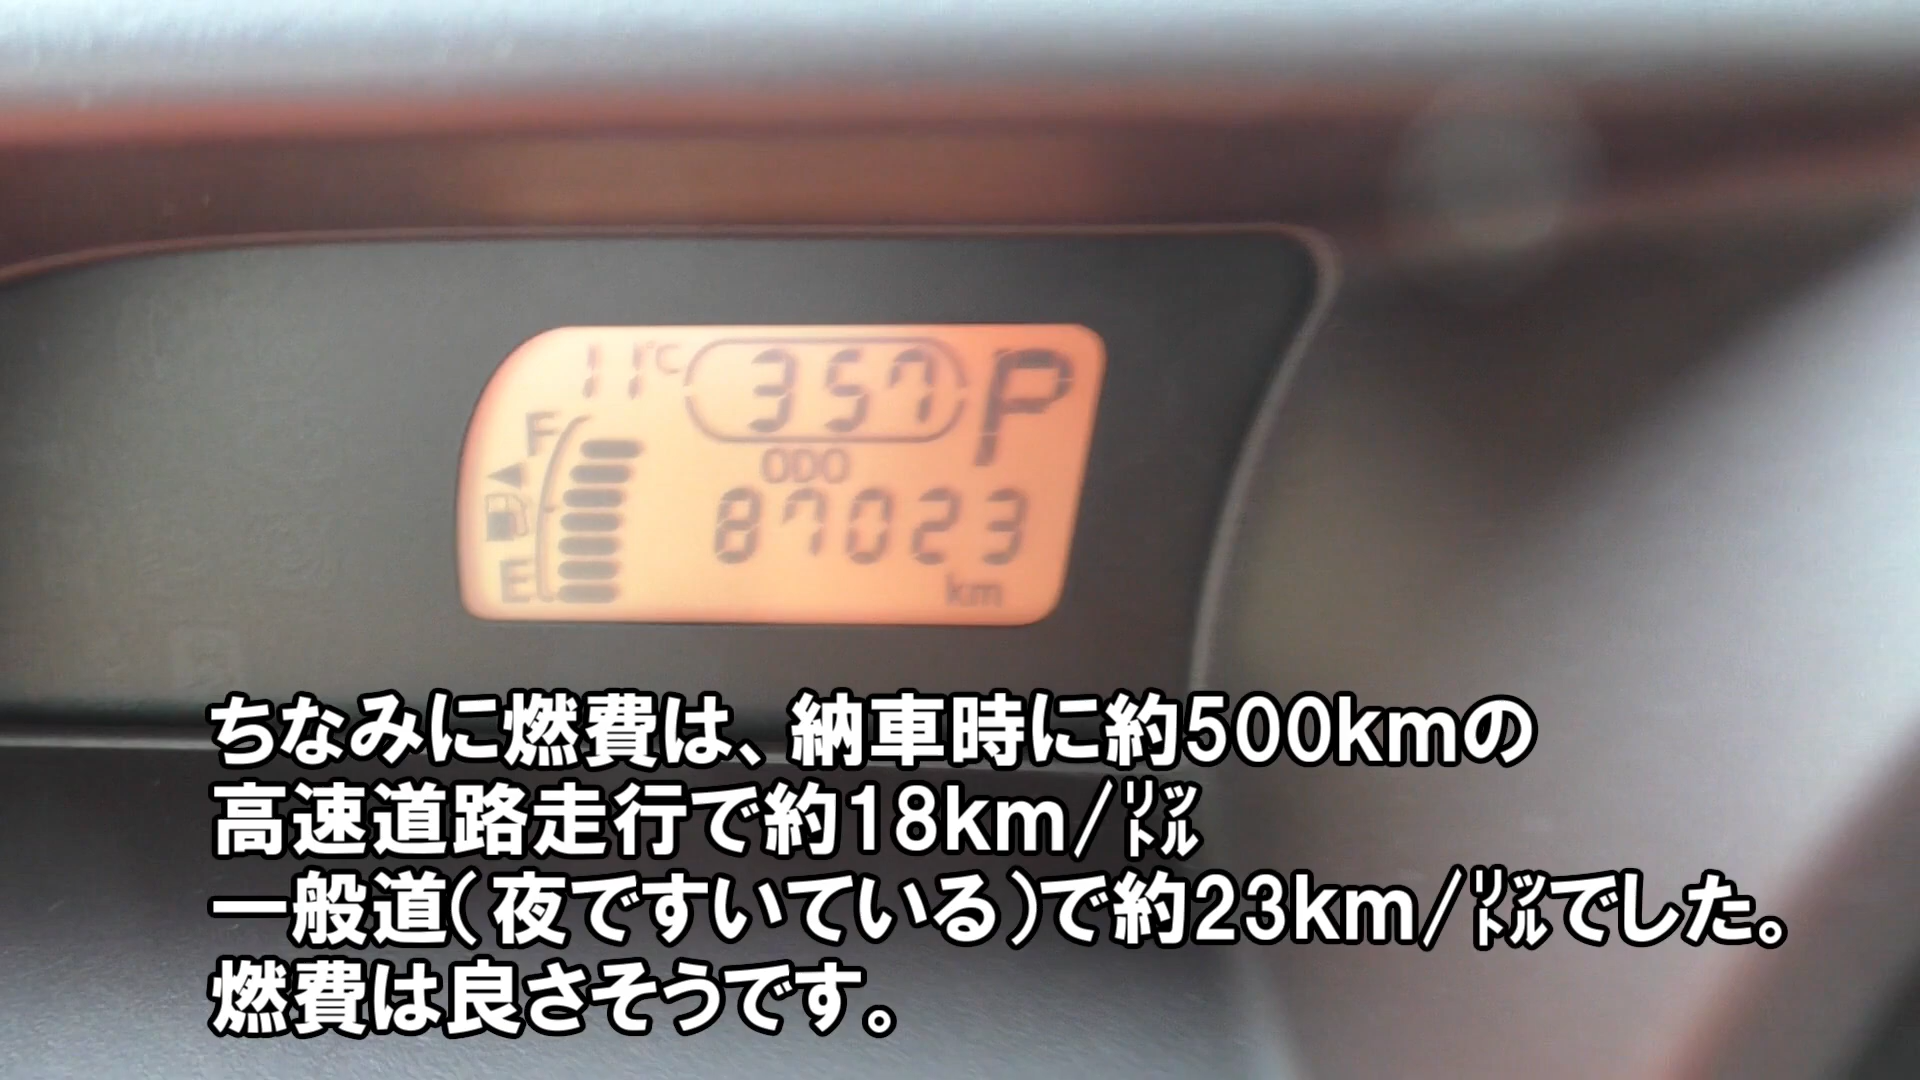 11℃ 357 P
F
ODO
87023
E
km
ちなみに燃費は、納車時に約500kmの
高速道路走行で約18km/㍑
一般道（夜ですいている）で約23km/㍑でした。
燃費は良さそうです。